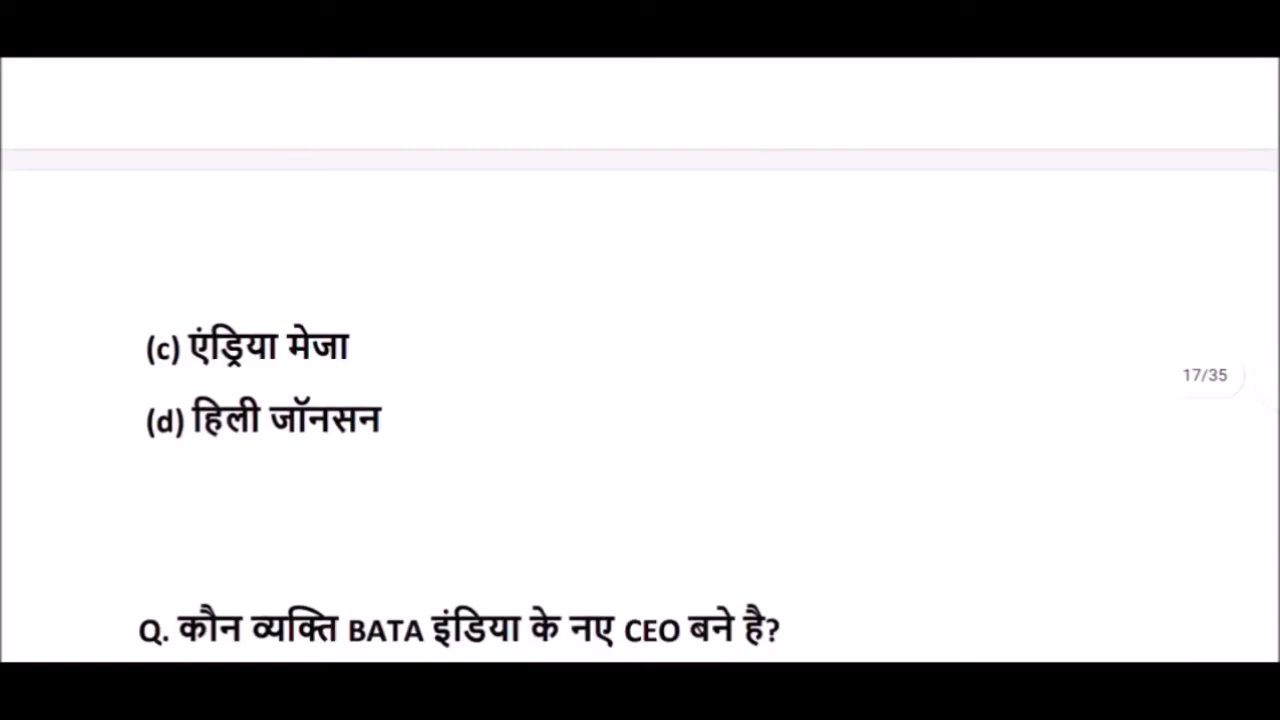 (c) एंड्रिया मेजा
17/35
(d) हिली जॉनसन
Q. कौन व्यक्ति BATA इंडिया के नए CEO बने है?